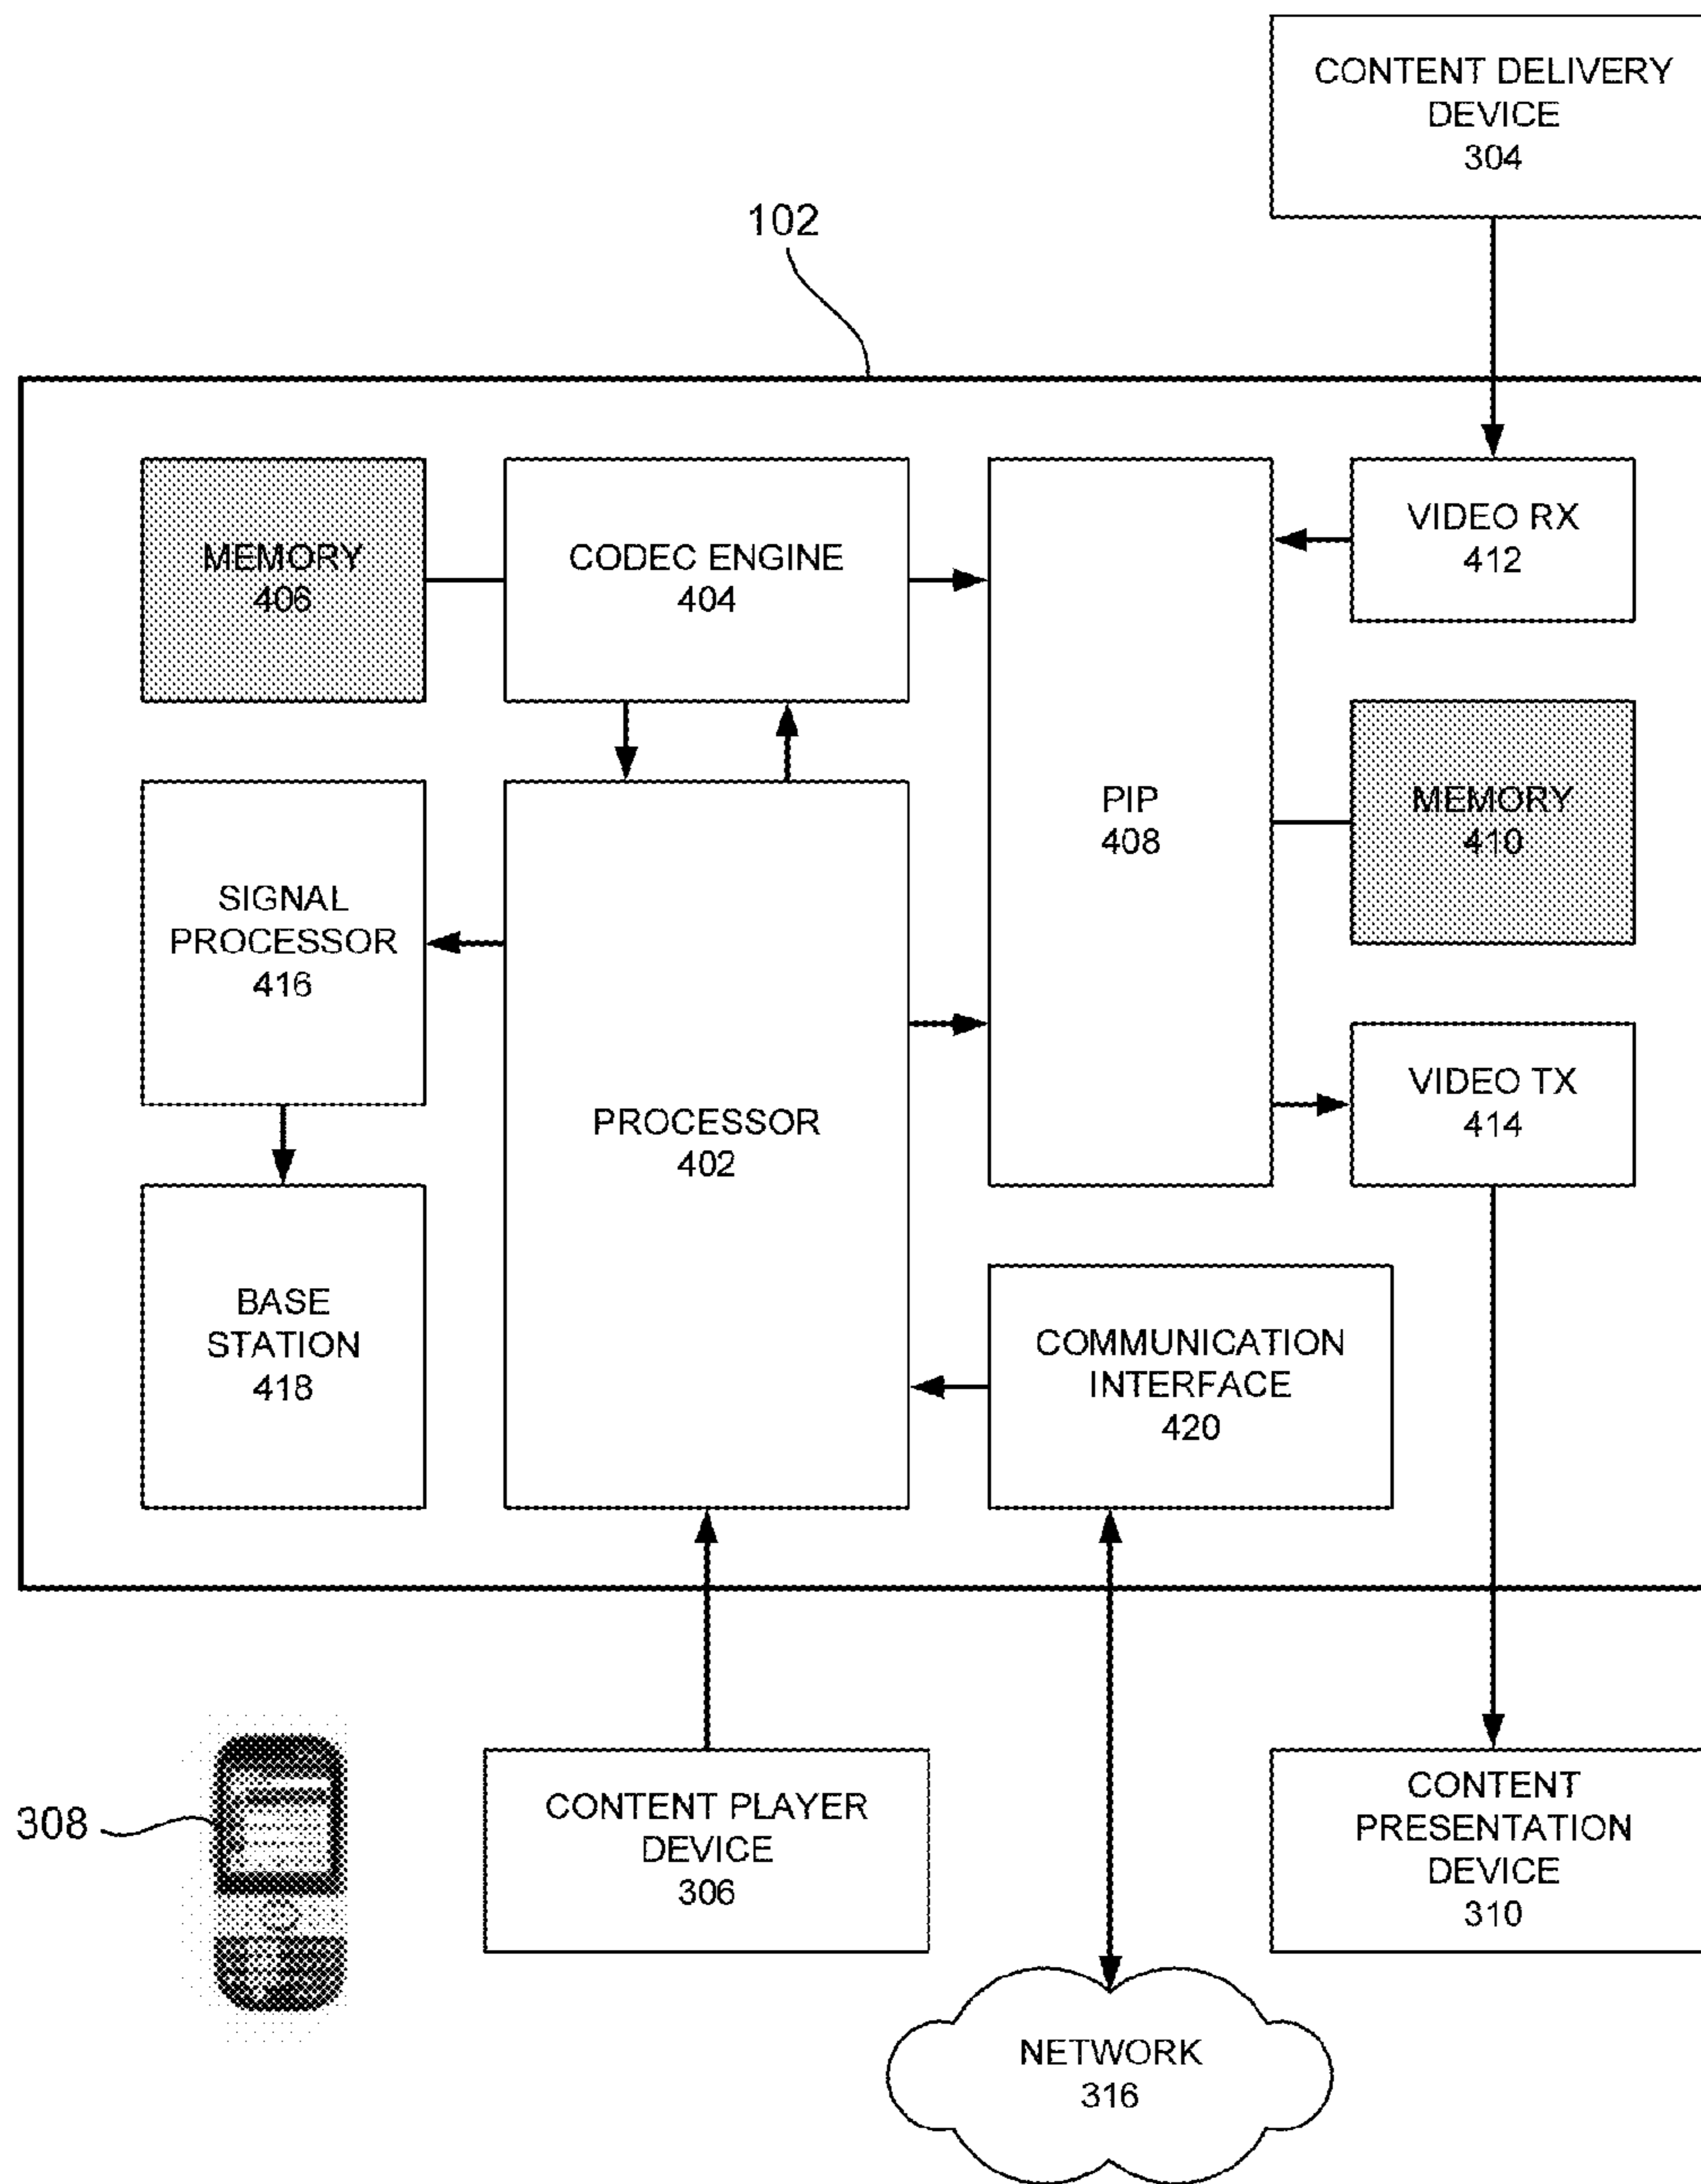 CONTENT DELIVERY
DEVICE
304
102
MEMORY
406
CODEC ENGINE
404
VIDEO RX
412
PIP
408
MEMORY
410
SIGNAL
PROCESSOR
416
PROCESSOR
402
VIDEO TX
414
BASE
STATION
418
COMMUNICATION
INTERFACE
420
308
CONTENT PLAYER
DEVICE
306
CONTENT
PRESENTATION
DEVICE
310
NETWORK
316